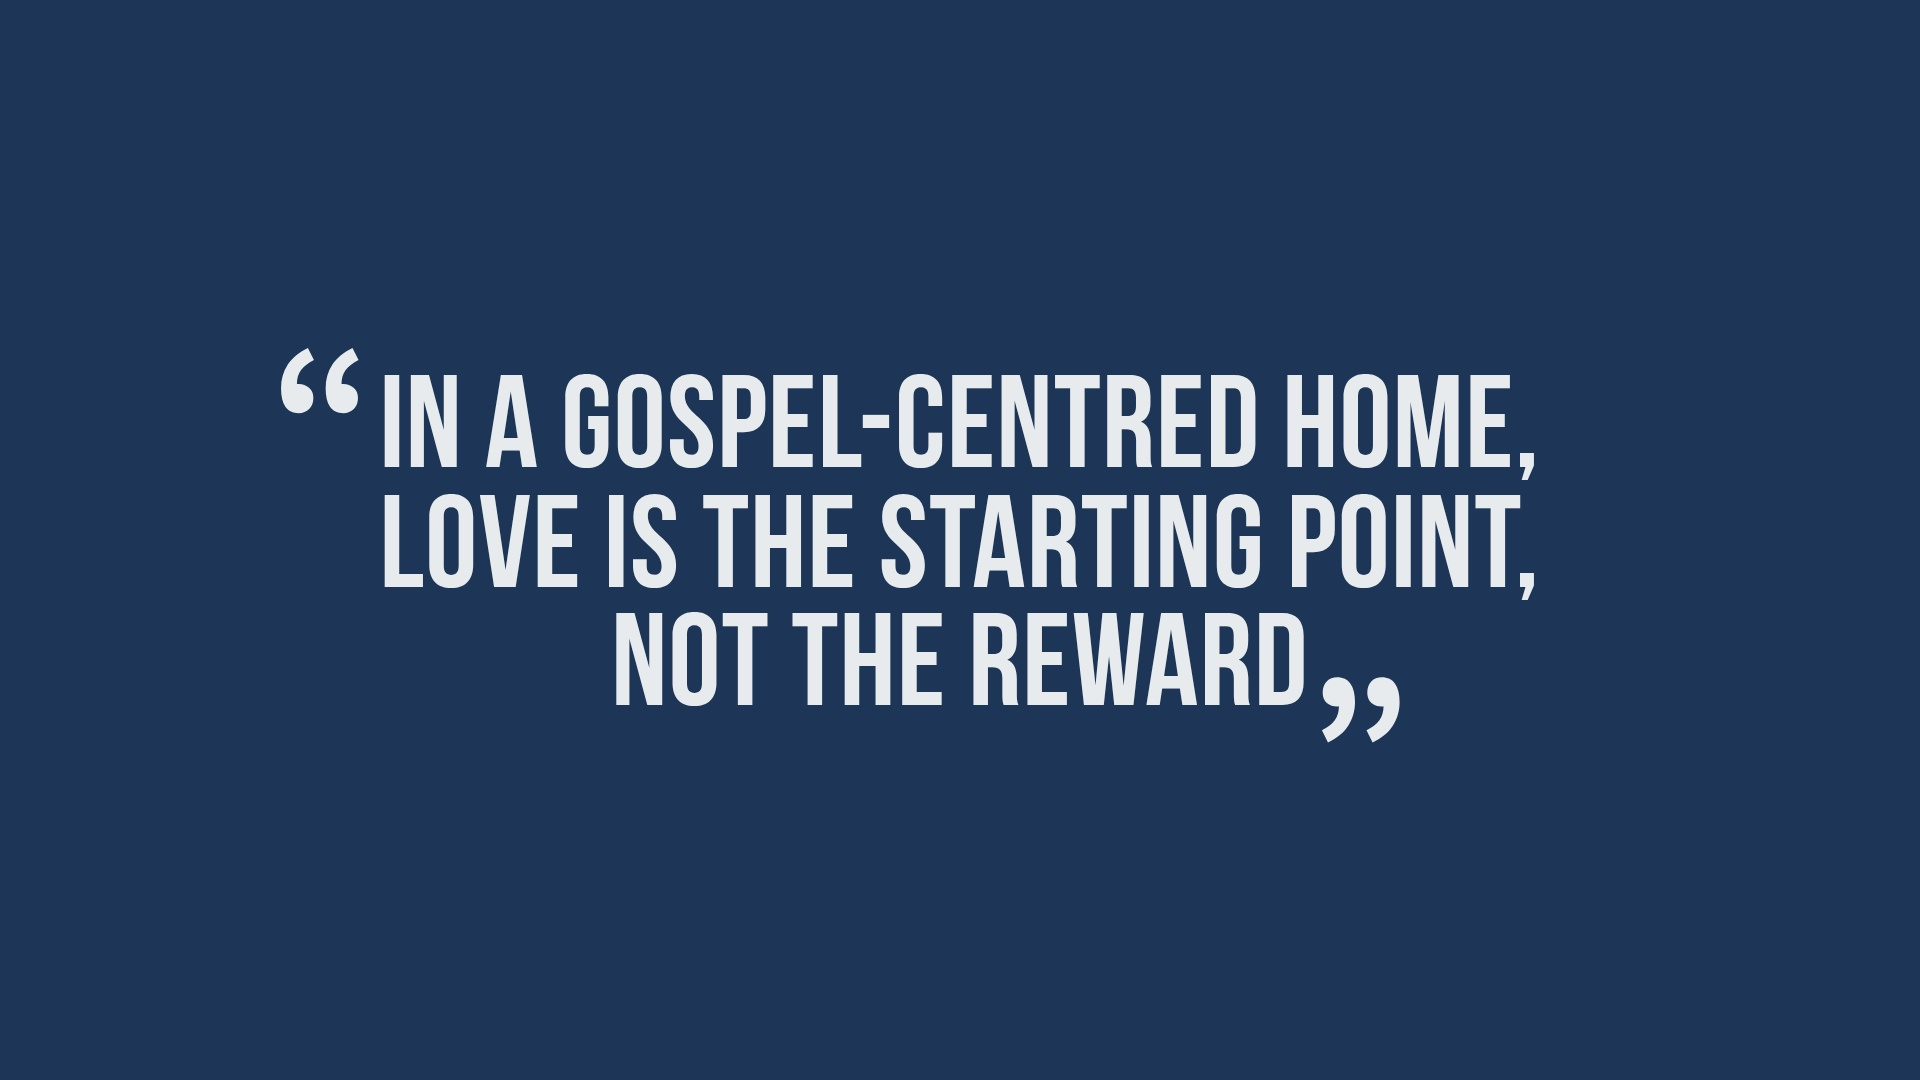 “IN A GOSPEL-CENTRED HOME,
LOVE IS THE STARTING POINT,
NOT THE REWARD”